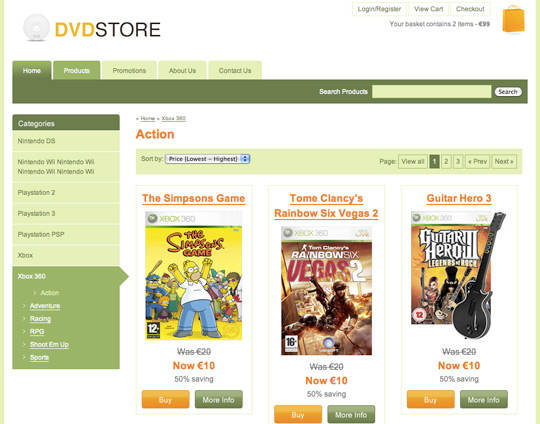 Login/Register View Cart Checkout
DVDSTORE
Your basket contains 2 items - €99
Home Products Promotions About Us Contact Us
Search Products Search
Categories
Nintendo DS
Nintendo Wii Nintendo Wii
Nintendo Wii Nintendo Wii
Playstation 2
Playstation 3
Playstation PSP
Xbox
Xbox 360
Action
Adventure
Racing
RPG
Shoot Em Up
Sports
« Home » Xbox 360
Action
Sort by: Price (Lowest – Highest) Page: View all 1 2 3 « Prev Next »
The Simpsons Game
XBOX 360
THE SIMPSONS GAME
12+
Was €20
Now €10
50% saving
Buy More Info
Tome Clancy's
Rainbow Six Vegas 2
XBOX 360
Tom Clancy's
RAINBOWSIX
VEGAS 2
16+
UBISOFT
Was €20
Now €10
50% saving
Buy More Info
Guitar Hero 3
XBOX 360
GUITAR HERO III
LEGENDS OF ROCK
12
Was €20
Now €10
50% saving
Buy More Info